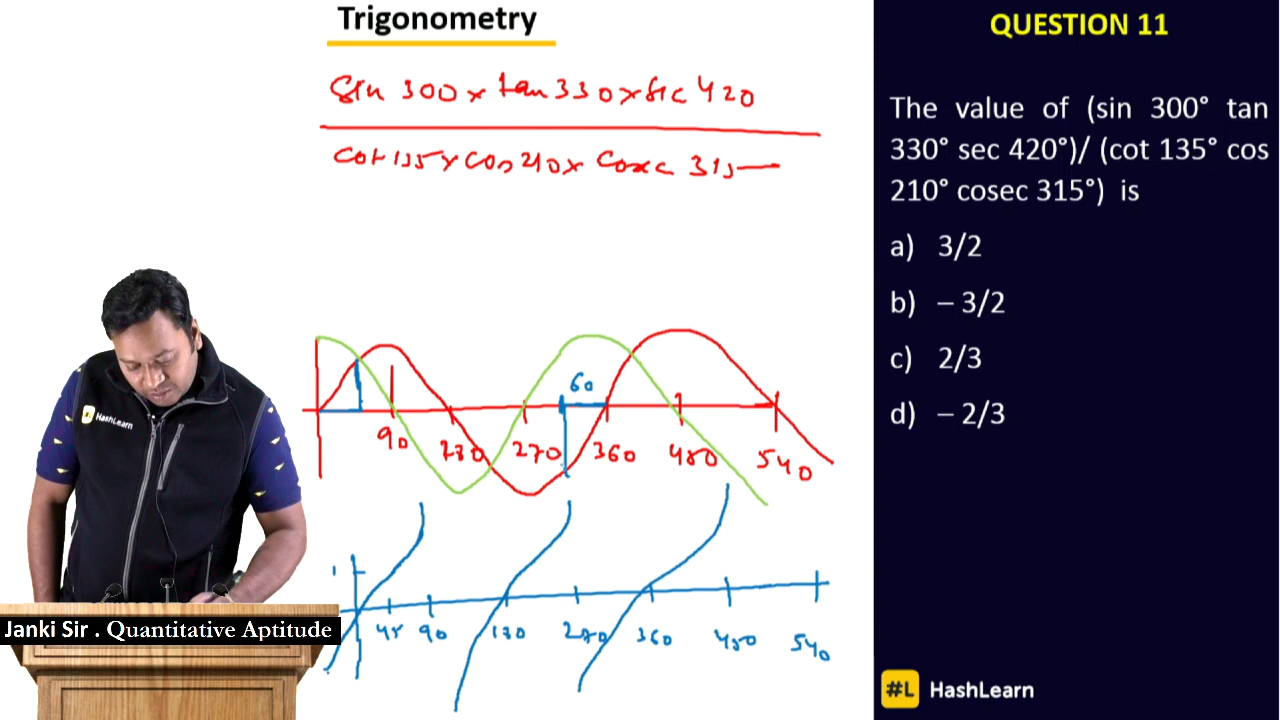 Trigonometry
sin 300 x tan 330 x sec 420
cot 135 x cos 210 x cosec 315
60
90
180
270
360
450
540
1
45 90 180 270 360 450 540
HashLearn
Janki Sir . Quantitative Aptitude
QUESTION 11
The value of (sin 300° tan
330° sec 420°)/ (cot 135° cos
210° cosec 315°) is
a) 3/2
b) – 3/2
c) 2/3
d) – 2/3
#L HashLearn